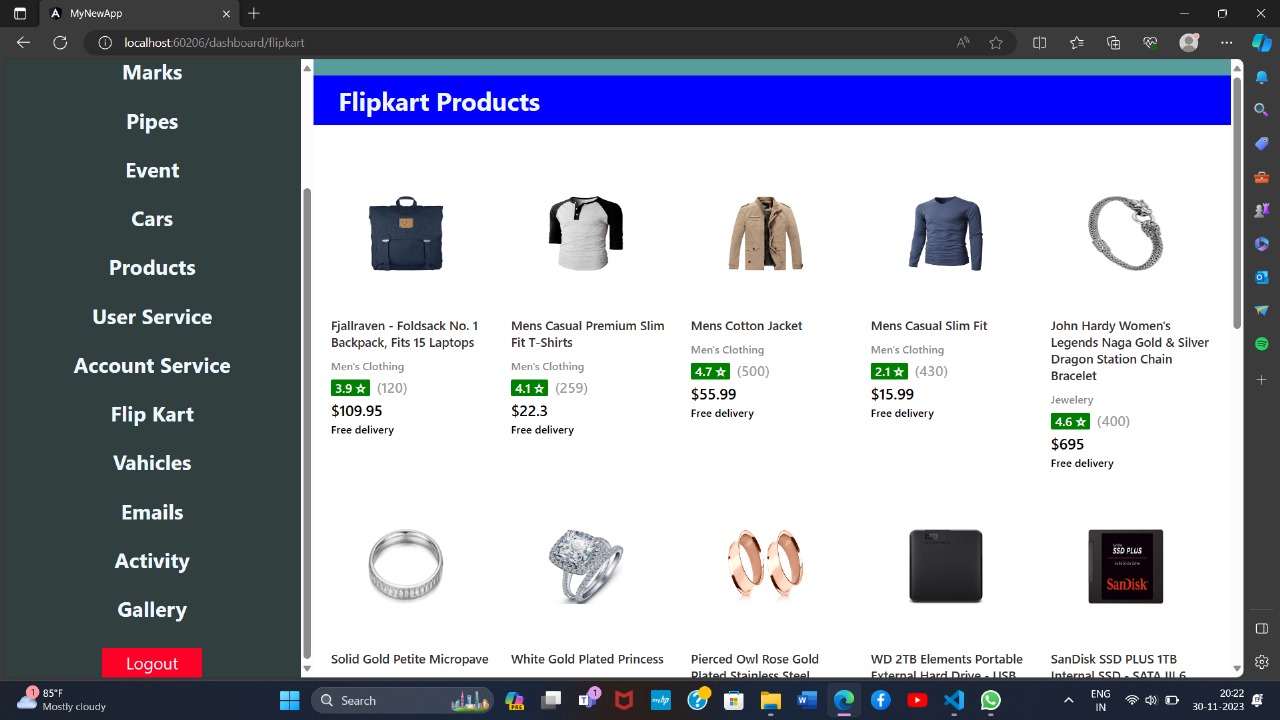 MyNewApp
localhost:60206/dashboard/flipkart
Marks
Pipes
Event
Cars
Products
User Service
Account Service
Flip Kart
Vahicles
Emails
Activity
Gallery
Logout
Flipkart Products
Fjallraven - Foldsack No. 1
Backpack, Fits 15 Laptops
Men's Clothing
3.9 ☆ (120)
$109.95
Free delivery
Mens Casual Premium Slim
Fit T-Shirts
Men's Clothing
4.1 ☆ (259)
$22.3
Free delivery
Mens Cotton Jacket
Men's Clothing
4.7 ☆ (500)
$55.99
Free delivery
Mens Casual Slim Fit
Men's Clothing
2.1 ☆ (430)
$15.99
Free delivery
John Hardy Women's
Legends Naga Gold & Silver
Dragon Station Chain
Bracelet
Jewelery
4.6 ☆ (400)
$695
Free delivery
SSD PLUS
SanDisk
Solid Gold Petite Micropave
White Gold Plated Princess
Pierced Owl Rose Gold
Plated Stainless Steel
WD 2TB Elements Portable
External Hard Drive - USB
SanDisk SSD PLUS 1TB
Internal SSD - SATA III 6
1
85°F
Mostly cloudy
Search
PRE
1
ENG
IN
20:22
30-11-2023